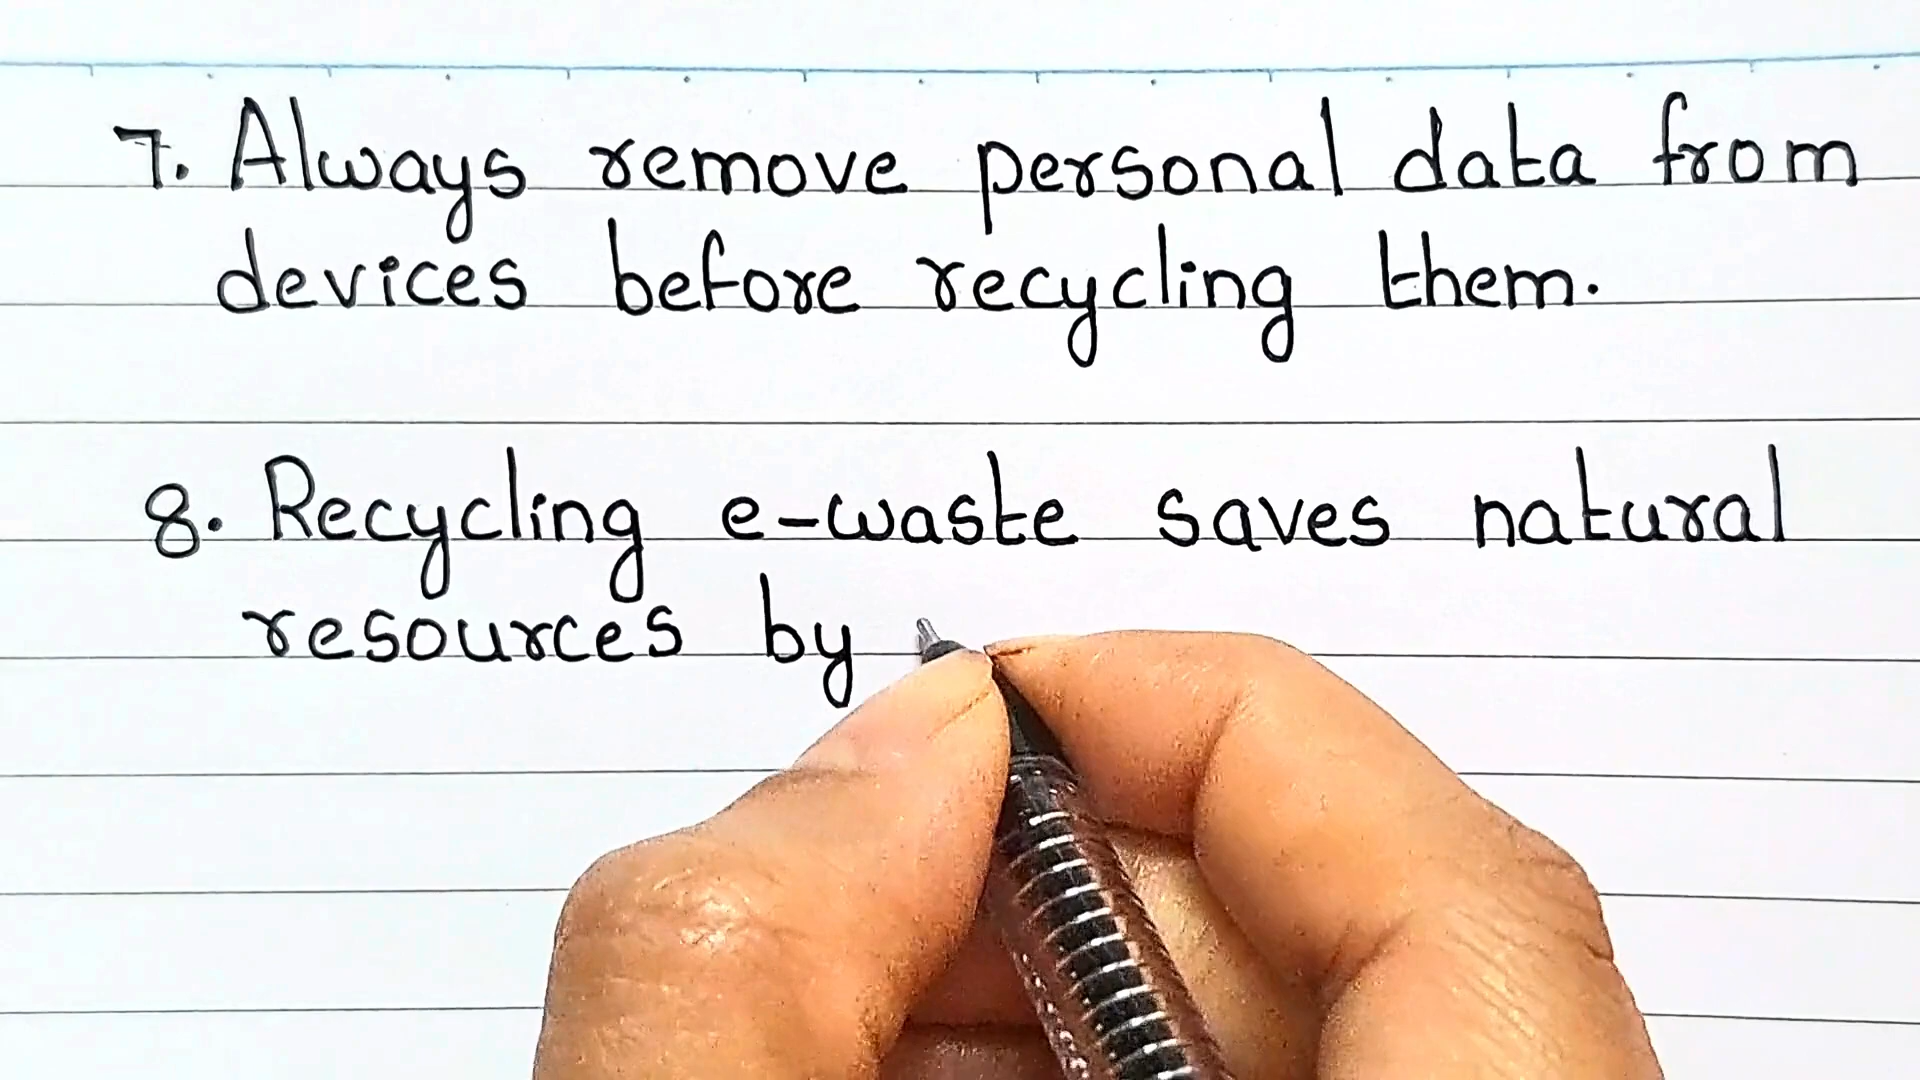 7. Always remove personal data from
devices before recycling them.
8. Recycling e-waste saves natural
resources by